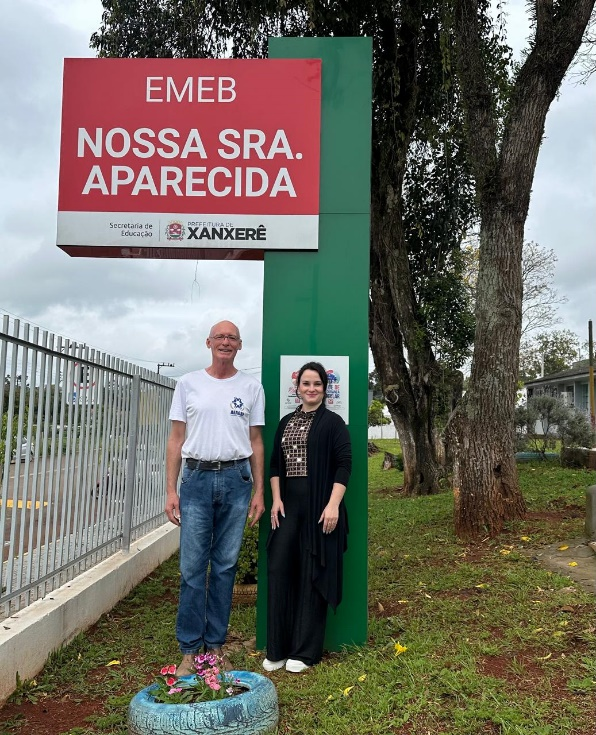 EMEB
NOSSA SRA.
APARECIDA
Secretaria de
Educação
PREFEITURA DE
XANXERÊ